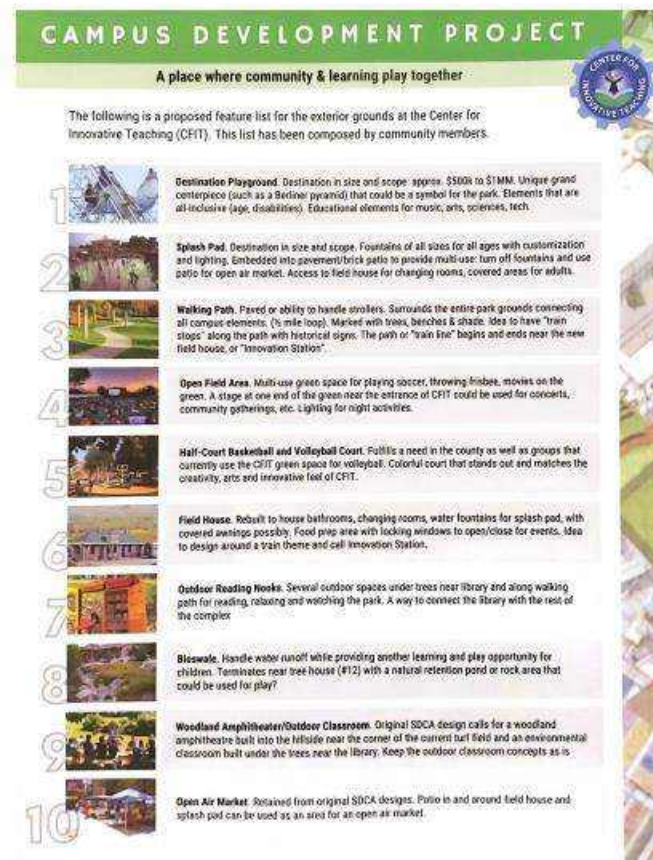 CAMPUS DEVELOPMENT PROJECT
A place where community & learning play together
CENTER FOR
INNOVATIVE TEACHING
The following is a proposed feature list for the exterior grounds at the Center for
Innovative Teaching (CFIT). This list has been composed by community members.
1
Destination Playground. Destination in size and scope: approx. $500k to $1MM. Unique grand
centerpiece (such as a Berliner pyramid) that could be a symbol for the park. Elements that are
all-inclusive (age, disabilities). Educational elements for music, arts, sciences, tech.
2
Splash Pad. Destination in size and scope. Fountains of all sizes for all ages with customization
and lighting. Embedded into pavement/brick patio to provide multi-use: turn off fountains and use
patio for open air market. Access to field house for changing rooms, covered areas for adults.
3
Walking Path. Paved or ability to handle strollers. Surrounds the entire park grounds connecting
all campus elements. (½ mile loop). Marked with trees, benches & shade. Idea to have "train
stops" along the path with historical signs. The path or "train line" begins and ends near the new
field house, or "Innovation Station".
4
Open Field Area. Multi-use green space for playing soccer, throwing frisbee, movies on the
green. A stage at one end of the green near the entrance of CFIT could be used for concerts,
community gatherings, etc. Lighting for night activities.
5
Half-Court Basketball and Volleyball Court. Fulfills a need in the county as well as groups that
currently use the CFIT green space for volleyball. Colorful court that stands out and matches the
creativity, arts and innovative feel of CFIT.
6
Field House. Rebuilt to house bathrooms, changing rooms, water fountains for splash pad, with
covered awnings possibly. Food prep area with locking windows to open/close for events. Idea
to design around a train theme and call Innovation Station.
7
Outdoor Reading Nooks. Several outdoor spaces under trees near library and along walking
path for reading, relaxing and watching the park. A way to connect the library with the rest of
the complex
8
Bioswale. Handle water runoff while providing another learning and play opportunity for
children. Terminates near tree house (#12) with a natural retention pond or rock area that
could be used for play?
9
Woodland Amphitheater/Outdoor Classroom. Original SDCA design calls for a woodland
amphitheatre built into the hillside near the corner of the current turf field and an environmental
classroom built under the trees near the library. Keep the outdoor classroom concepts as is
10
Open Air Market. Retained from original SDCA designs. Patio in and around field house and
splash pad can be used as an area for an open air market.